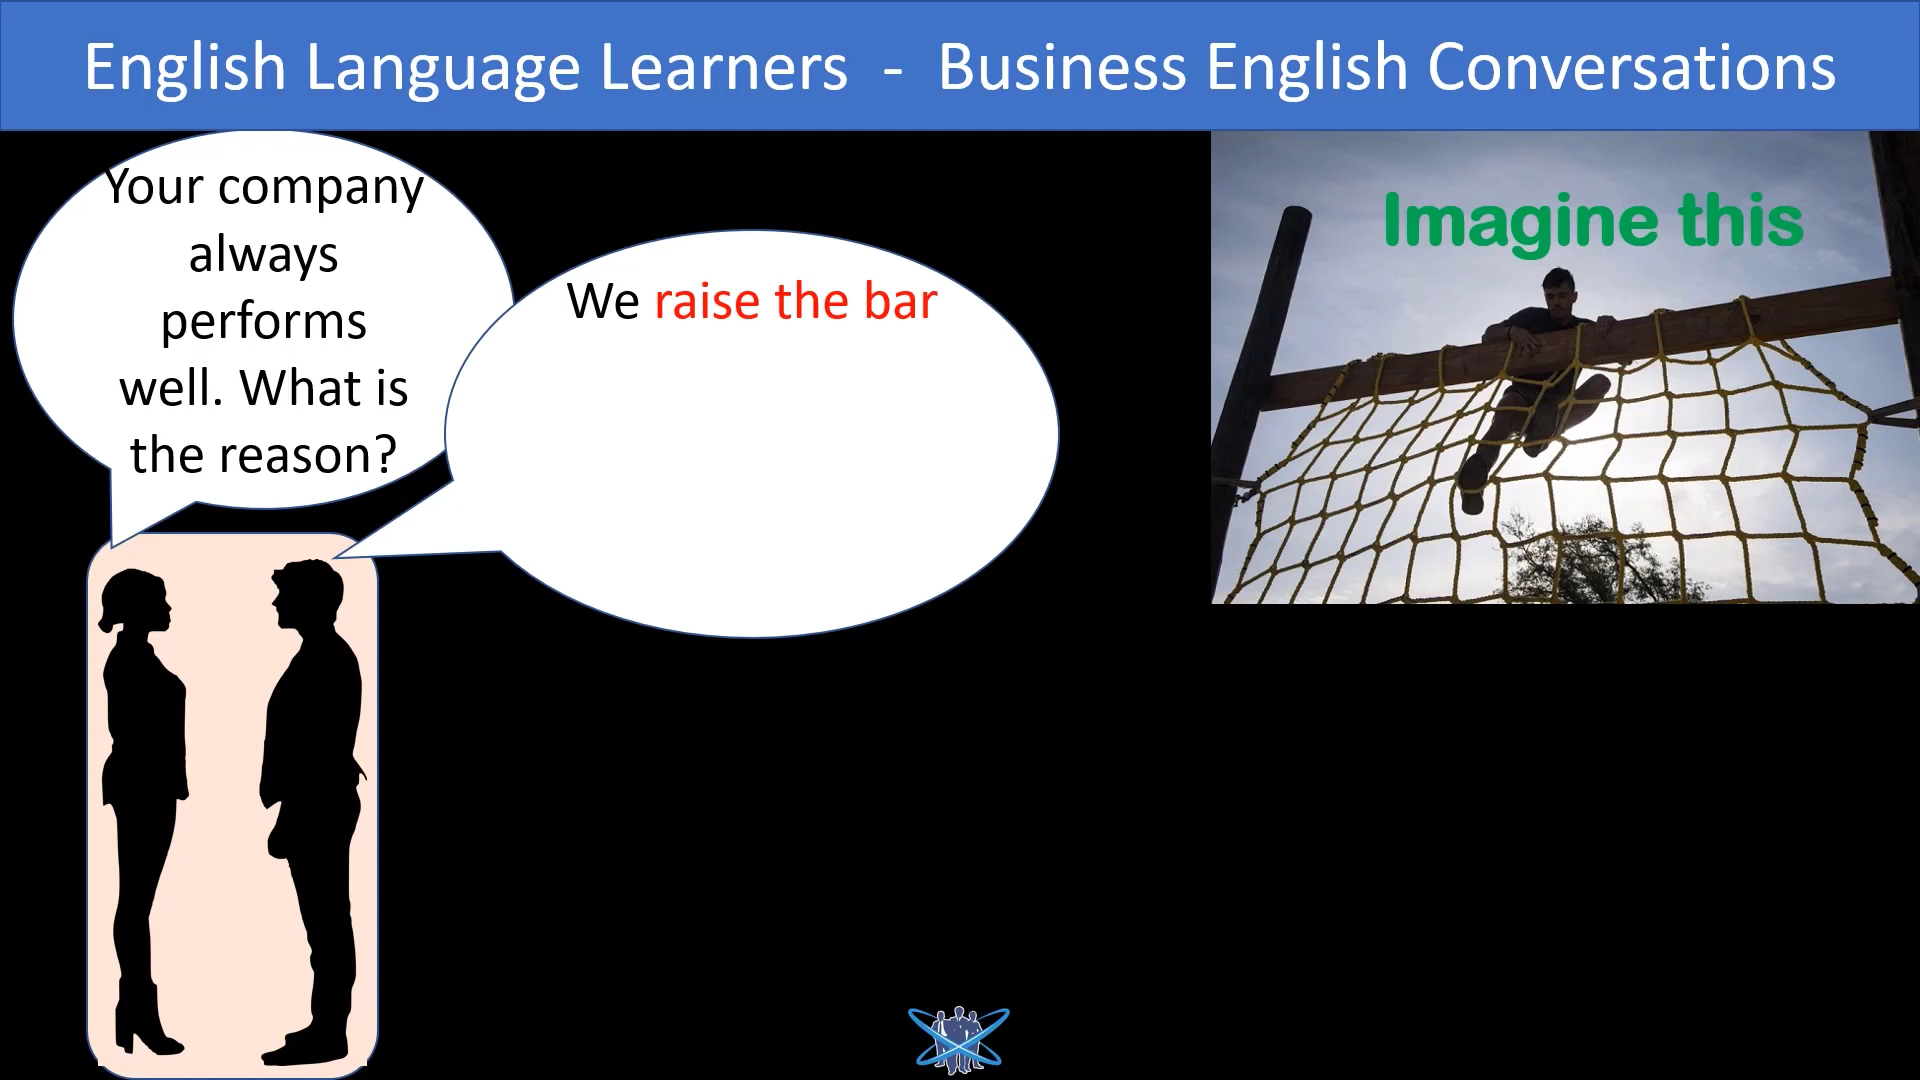 English Language Learners - Business English Conversations
Your company
always
performs
well. What is
the reason?
We raise the bar
Imagine this